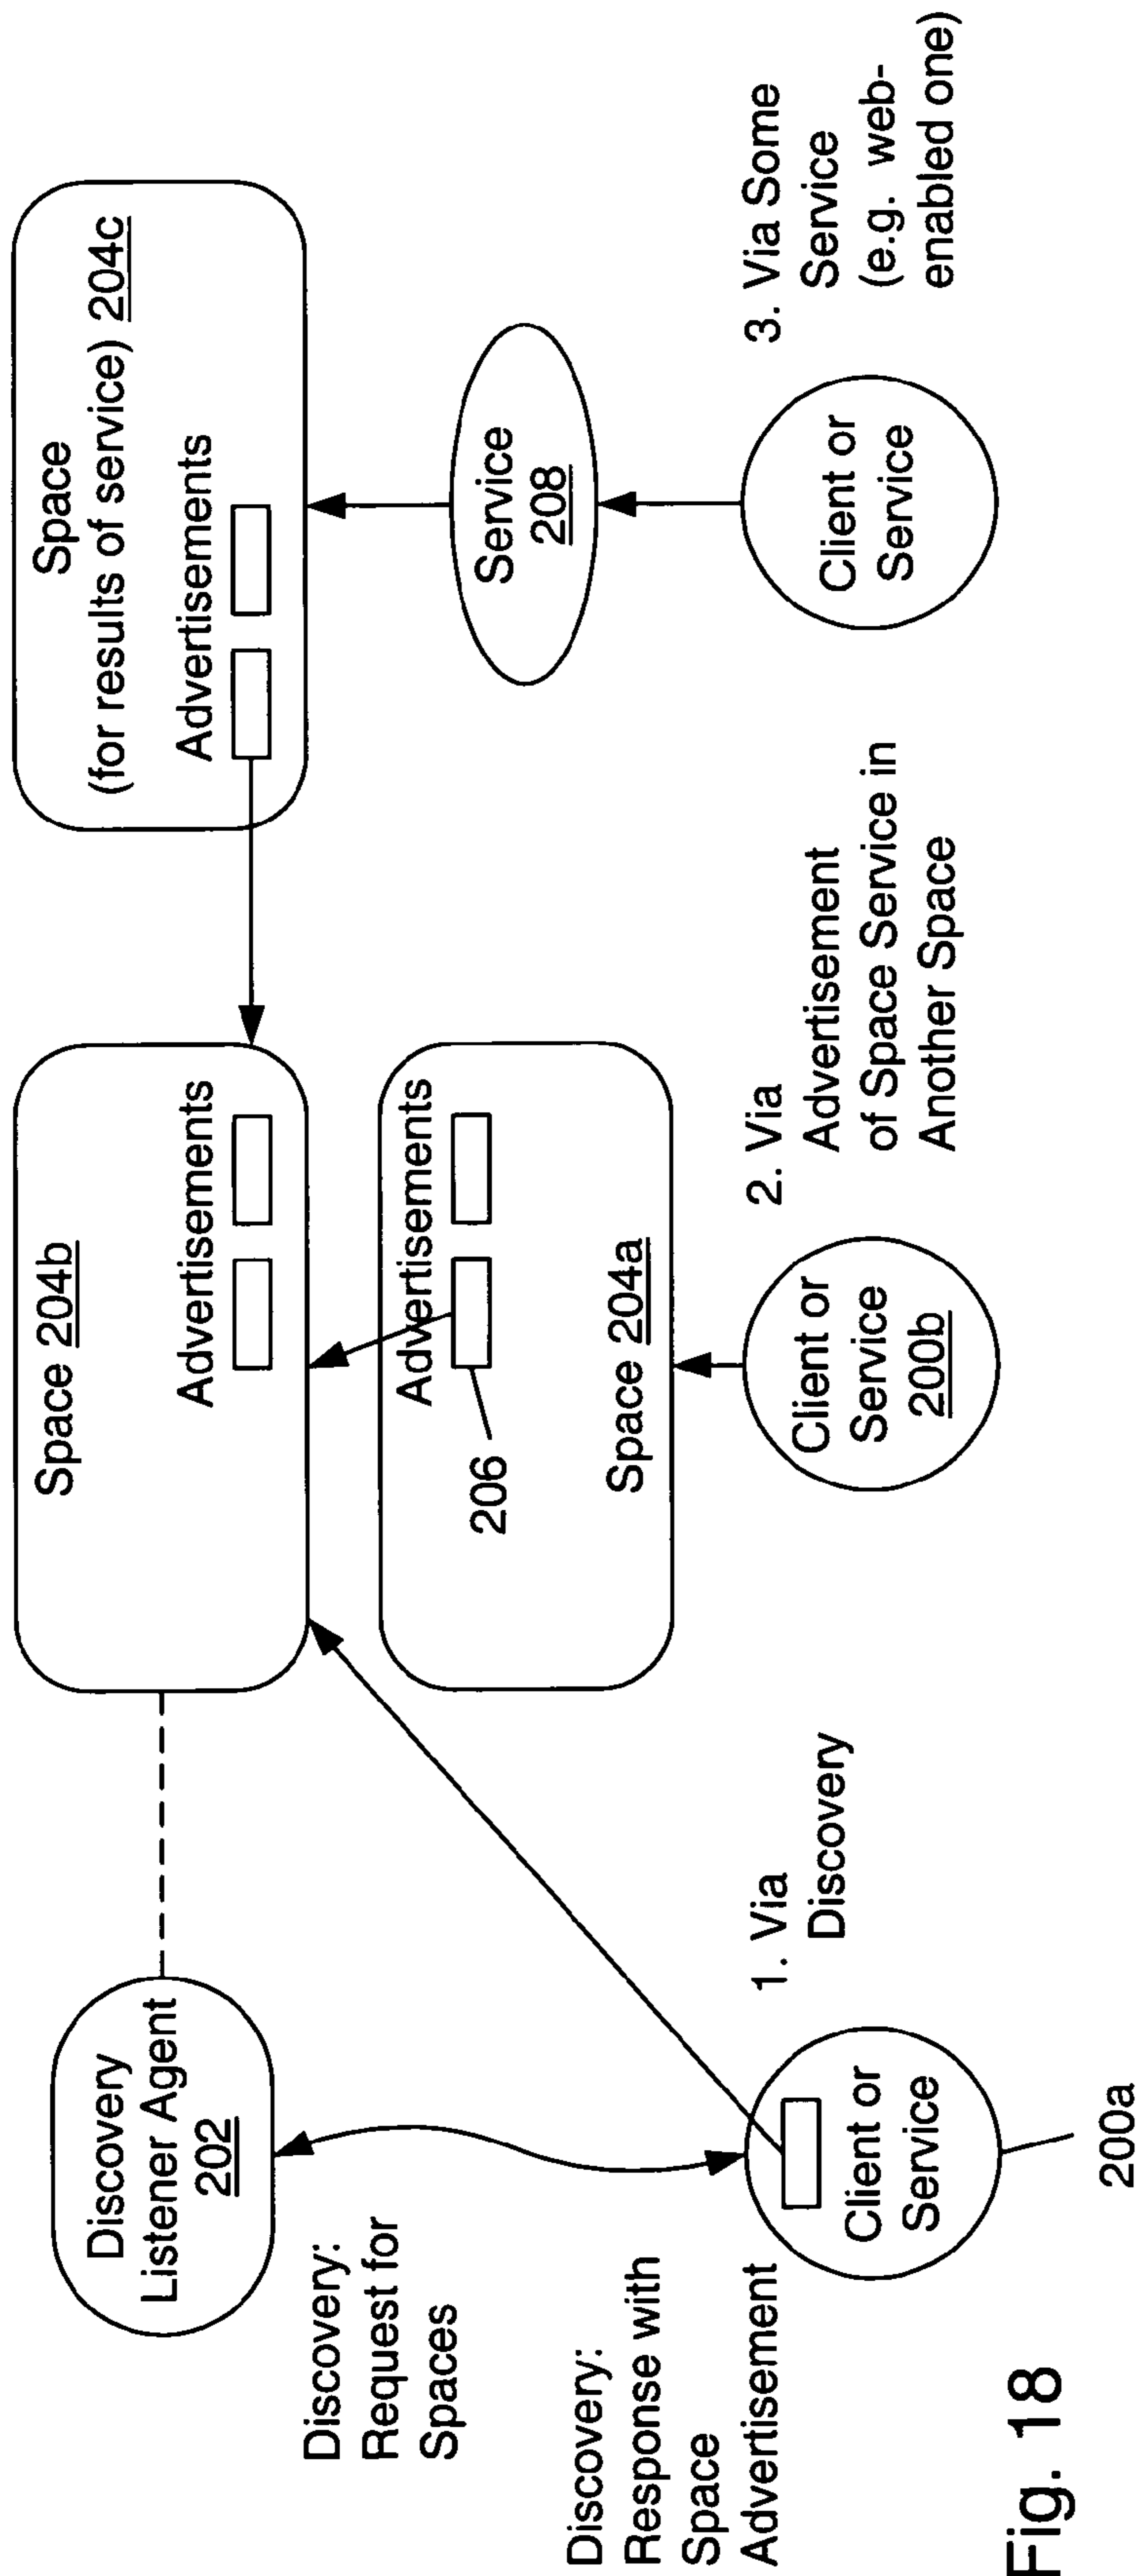 Discovery
Listener Agent
202
Discovery:
Request for
Spaces
Discovery:
Response with
Space
Advertisement
Client or
Service
200a
1. Via
Discovery
Space 204b
Advertisements
Advertisements
206
Space 204a
Client or
Service
200b
2. Via
Advertisement
of Space Service in
Another Space
Space
(for results of service) 204c
Advertisements
Service
208
Client or
Service
3. Via Some
Service
(e.g. web-
enabled one)
Fig. 18